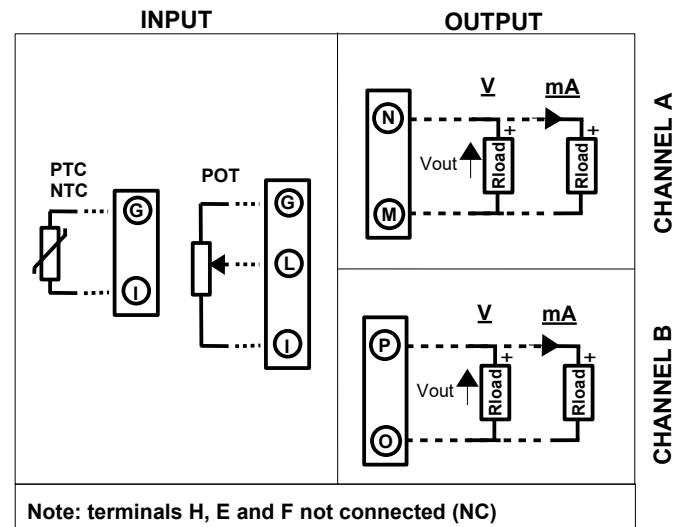 INPUT
OUTPUT
PTC
NTC
G
I
POT
G
L
I
N
M
V
mA
Vout
Rload
+
Rload
+
CHANNEL A
P
O
V
mA
Vout
Rload
+
Rload
+
CHANNEL B
Note: terminals H, E and F not connected (NC)